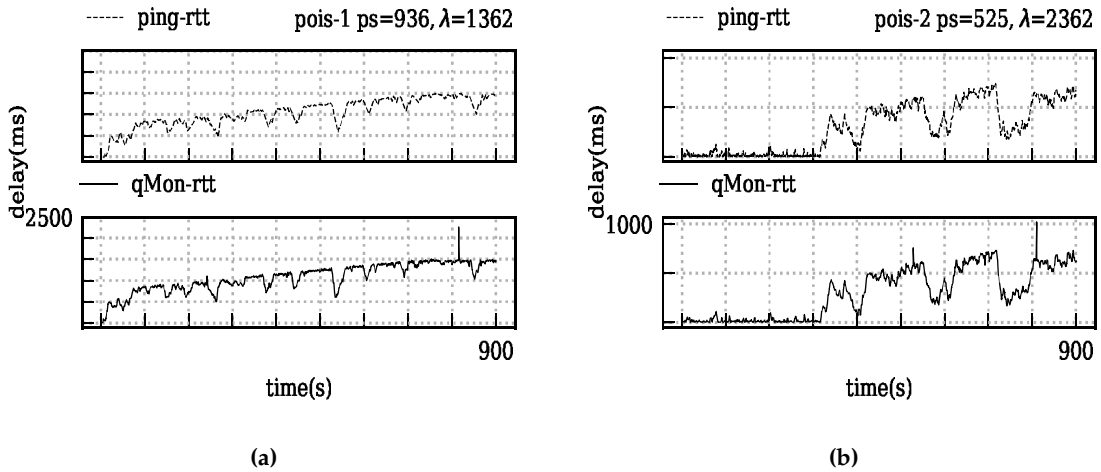 ping-rtt pois-1 ps=936, λ=1362
delay(ms)
qMon-rtt
2500
900
time(s)
(a)
ping-rtt pois-2 ps=525, λ=2362
delay(ms)
qMon-rtt
1000
900
time(s)
(b)